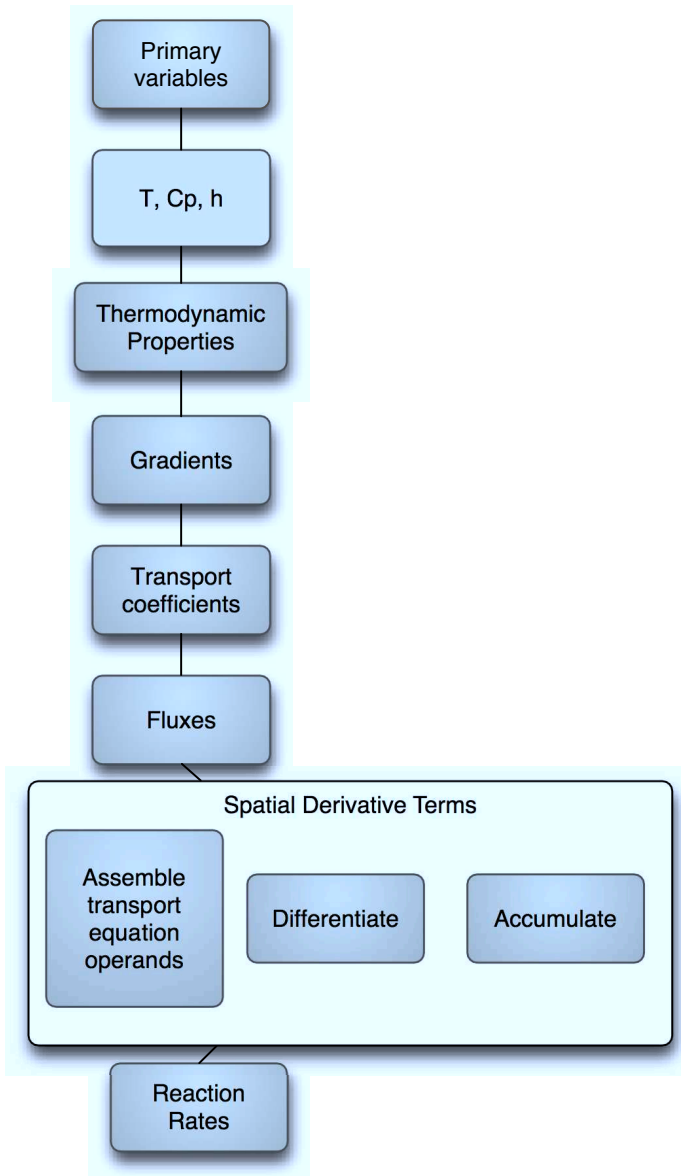 Primary
variables
T, Cp, h
Thermodynamic
Properties
Gradients
Transport
coefficients
Fluxes
Spatial Derivative Terms
Assemble
transport
equation
operands
Differentiate
Accumulate
Reaction
Rates